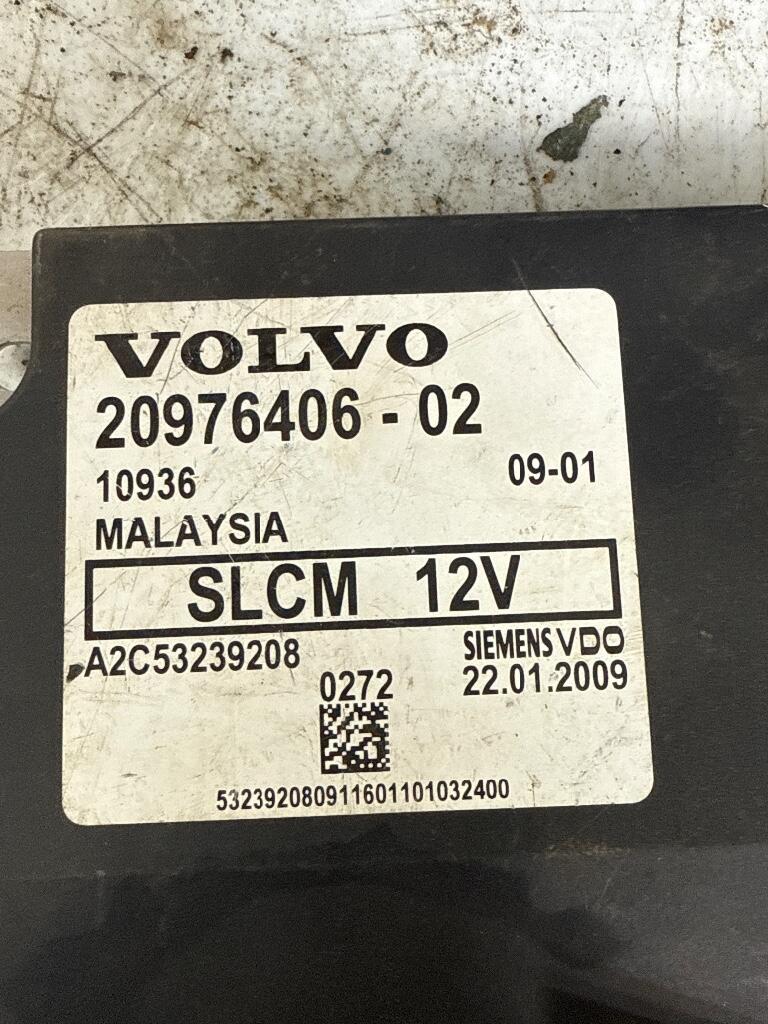 VOLVO
20976406-02
10936 09-01
MALAYSIA
SLCM 12V
A2C53239208 SIEMENS VDO
0272 22.01.2009
532392080911601101032400